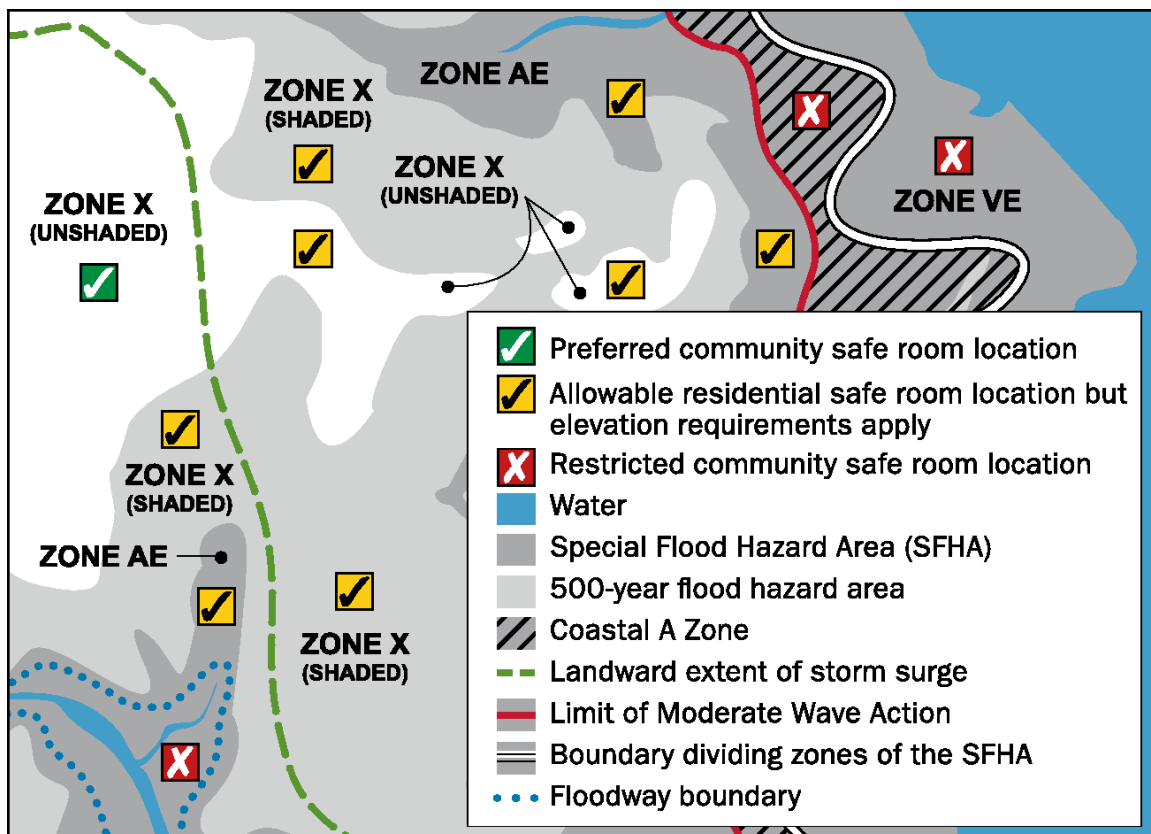 ZONE AE
ZONE X
(SHADED)
ZONE X
(UNSHADED)
ZONE X
(UNSHADED)
ZONE VE
ZONE X
(SHADED)
ZONE AE
ZONE X
(SHADED)
Preferred community safe room location
Allowable residential safe room location but
elevation requirements apply
Restricted community safe room location
Water
Special Flood Hazard Area (SFHA)
500-year flood hazard area
Coastal A Zone
Landward extent of storm surge
Limit of Moderate Wave Action
Boundary dividing zones of the SFHA
Floodway boundary